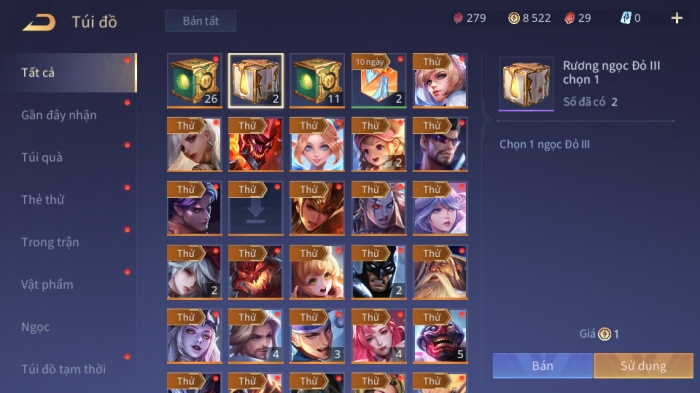 Túi đồ
Bán tất
279
8 522
29
0
+
Tất cả
Gần đây nhận
Túi quà
Thẻ thử
Trong trận
Vật phẩm
Ngọc
Túi đồ tạm thời
26
2
11
10 ngày
2
Thử
Thử
Thử
Thử
Thử
2
Thử
Thử
Thử
Thử
Thử
Thử
Thử
2
Thử
Thử
Thử
2
Thử
Thử
Thử
4
Thử
3
Thử
4
Thử
5
Thử
Thử
Thử
Thử
Thử
Rương ngọc Đỏ III
chọn 1
Số đã có 2
Chọn 1 ngọc Đỏ III
Giá 1
Bán
Sử dụng